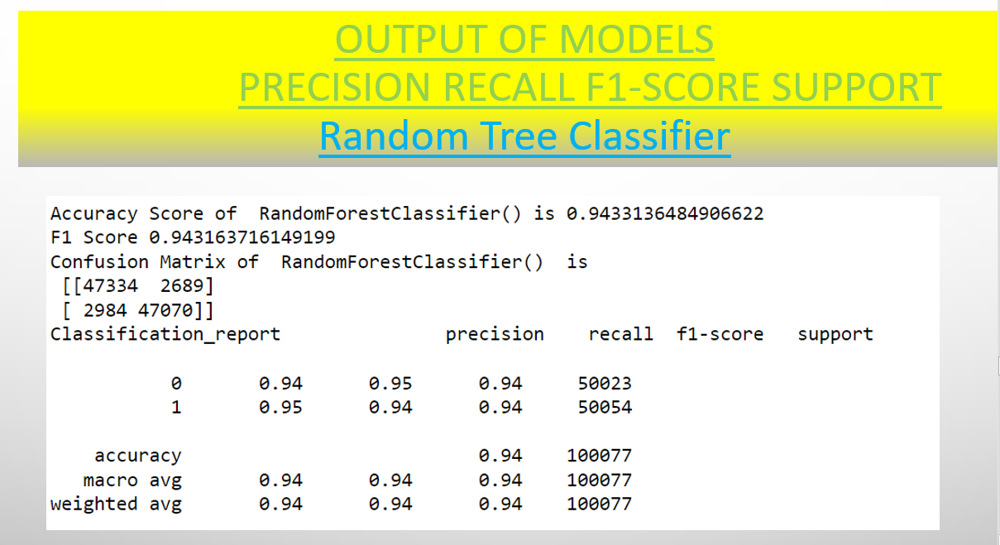 OUTPUT OF MODELS
PRECISION RECALL F1-SCORE SUPPORT
Random Tree Classifier
Accuracy Score of  RandomForestClassifier() is 0.9433136484906622
F1 Score 0.943163716149199
Confusion Matrix of  RandomForestClassifier()  is
 [[47334  2689]
 [ 2984 47070]]
Classification_report               precision    recall  f1-score   support
           0       0.94      0.95      0.94     50023
           1       0.95      0.94      0.94     50054
    accuracy                           0.94    100077
   macro avg       0.94      0.94      0.94    100077
weighted avg       0.94      0.94      0.94    100077